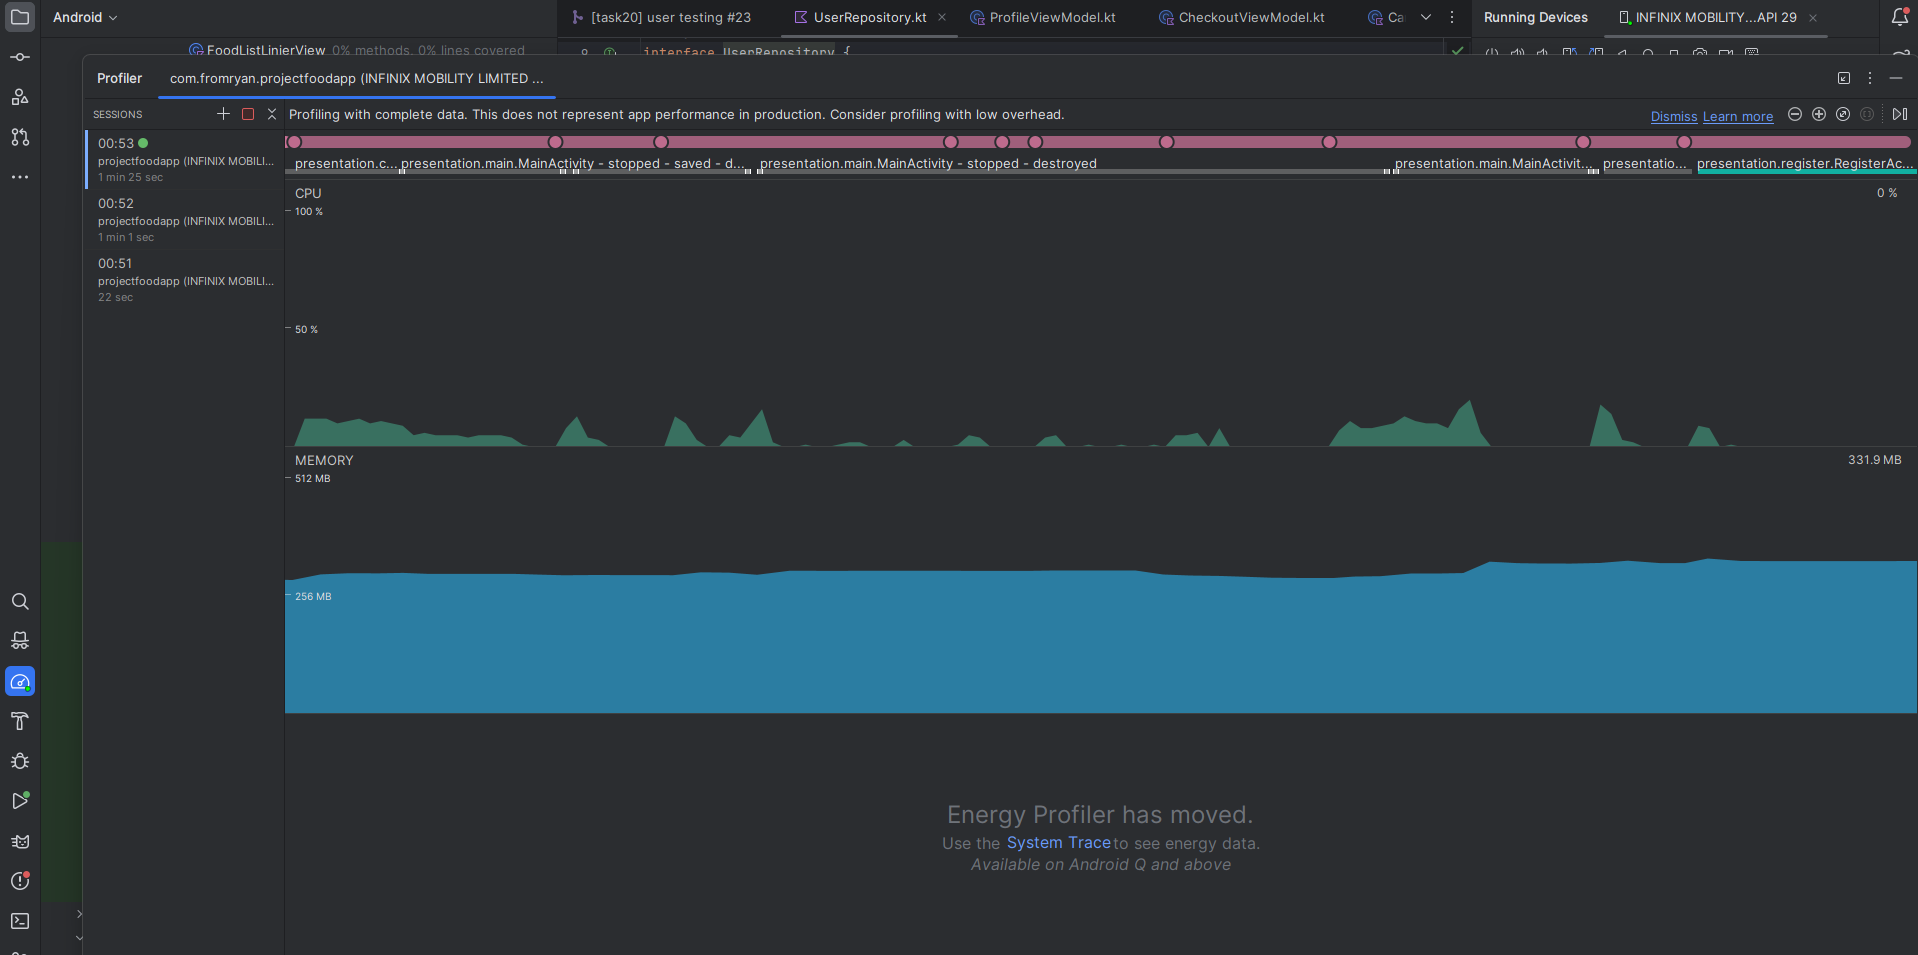 Android
[task20] user testing #23
UserRepository.kt
ProfileViewModel.kt
CheckoutViewModel.kt
Ca
Running Devices
INFINIX MOBILITY...API 29
FoodListLinierView 0% methods, 0% lines covered
interface UserRepository {
Profiler
com.fromryan.projectfoodapp (INFINIX MOBILITY LIMITED ...
SESSIONS
Profiling with complete data. This does not represent app performance in production. Consider profiling with low overhead.
Dismiss
Learn more
00:53
projectfoodapp (INFINIX MOBILI...
1 min 25 sec
00:52
projectfoodapp (INFINIX MOBILI...
1 min 1 sec
00:51
projectfoodapp (INFINIX MOBILI...
22 sec
presentation.c...
presentation.main.MainActivity - stopped - saved - d...
presentation.main.MainActivity - stopped - destroyed
presentation.main.MainActivit...
presentatio...
presentation.register.RegisterAc...
CPU
0 %
100 %
50 %
MEMORY
331.9 MB
512 MB
256 MB
Energy Profiler has moved.
Use the System Trace to see energy data.
Available on Android Q and above